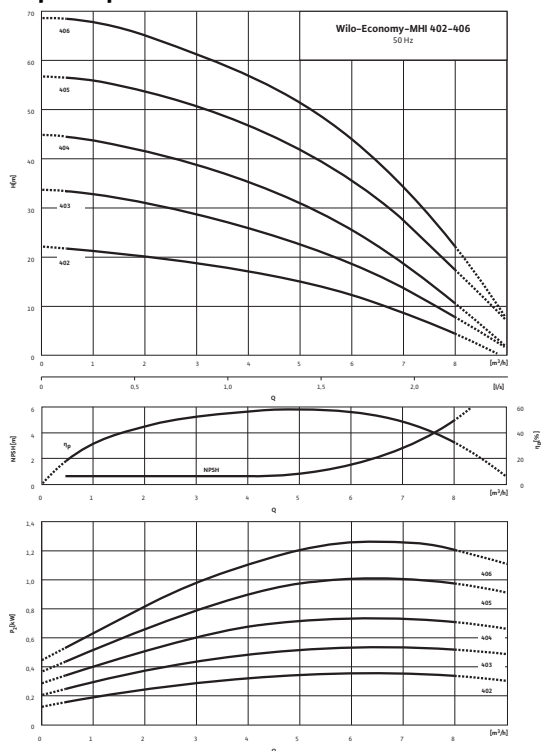 Wilo-Economy-MHI 402-406
50 Hz
70
60
50
40
30
20
10
0
H[m]
406
405
404
403
402
0 1 2 3 4 5 6 7 8 [m³/h]
0 0,5 1,0 1,5 2,0 [l/s]
Q
6
4
2
0
NPSH[m]
ηp
NPSH
60
40
20
0
ηp[%]
0 1 2 3 4 5 6 7 8 [m³/h]
Q
1,4
1,2
1,0
0,8
0,6
0,4
0,2
0
P₂[kW]
406
405
404
403
402
0 1 2 3 4 5 6 7 8 [m³/h]
Q